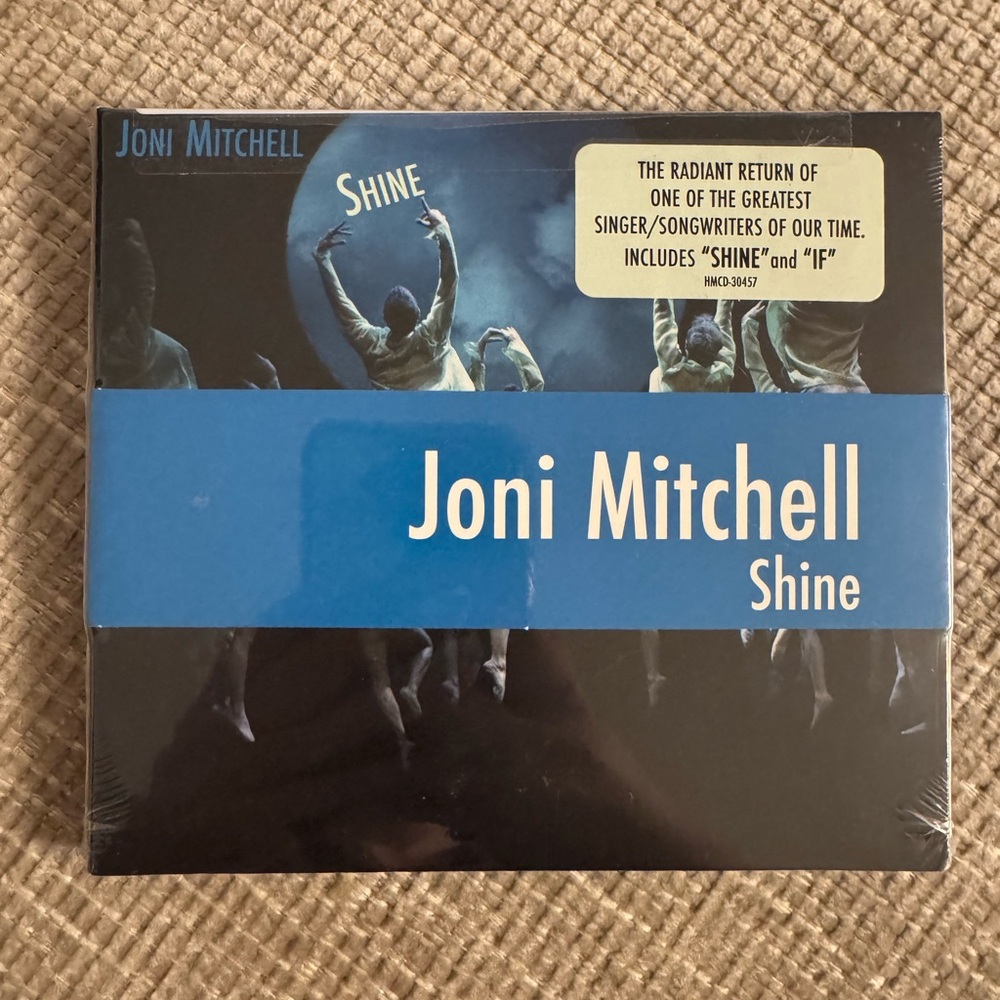 JONI MITCHELL
SHINE
THE RADIANT RETURN OF
ONE OF THE GREATEST
SINGER/SONGWRITERS OF OUR TIME.
INCLUDES “SHINE” and “IF”
HMCD-30457
Joni Mitchell
Shine